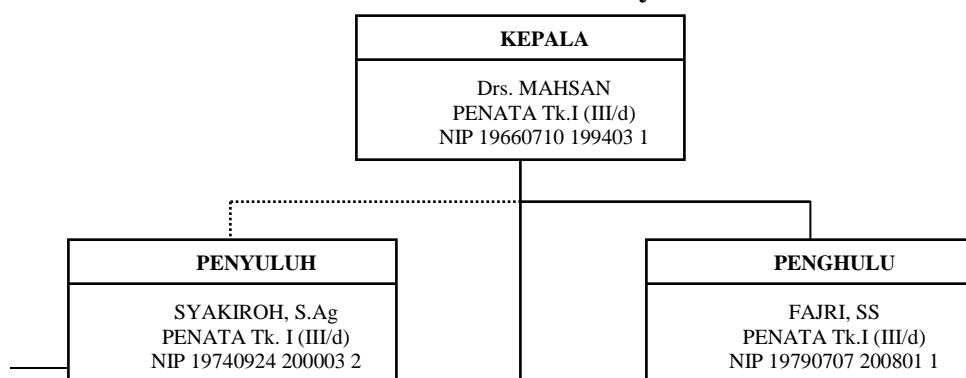 KEPALA
Drs. MAHSAN
PENATA Tk.I (III/d)
NIP 19660710 199403 1
PENYULUH
SYAKIROH, S.Ag
PENATA Tk. I (III/d)
NIP 19740924 200003 2
PENGHULU
FAJRI, SS
PENATA Tk.I (III/d)
NIP 19790707 200801 1